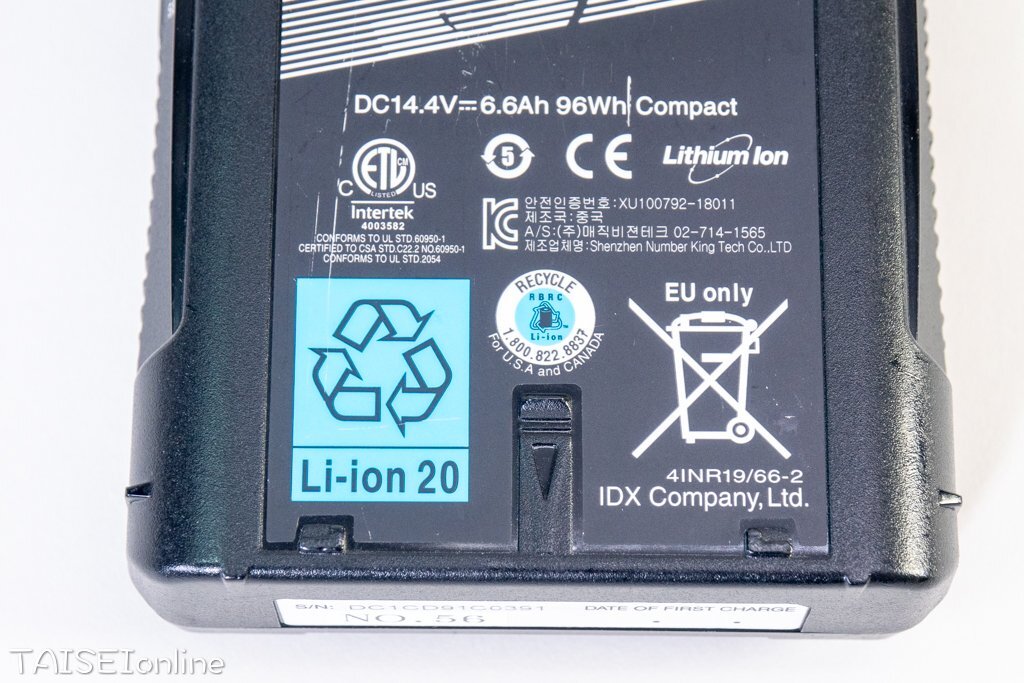 DC14.4V⎓6.6Ah 96Wh Compact
ETL CM
LISTED
C US
Intertek
4003582
CONFORMS TO UL STD.60950-1
CERTIFIED TO CSA STD.C22.2 NO.60950-1
CONFORMS TO UL STD.2054
5
CE
Lithium Ion
안전인증번호:XU100792-18011
제조국:중국
A/S:(주)매직비젼테크 02-714-1565
제조업체명:Shenzhen Number King Tech Co.,LTD
Li-ion 20
RECYCLE
RBRC
Li-ion
1.800.822.8837
For U.S.A and CANADA
EU only
4INR19/66-2
IDX Company, Ltd.
S/N: DC1CD91C0391 DATE OF FIRST CHARGE
NO.56
TAISEIonline